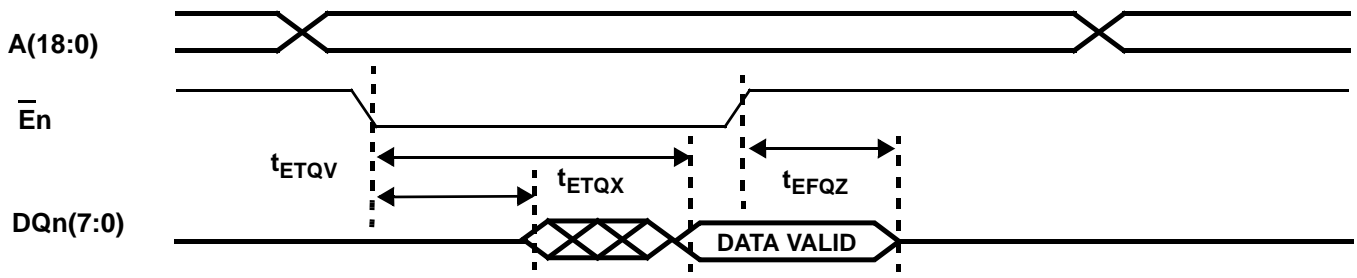 A(18:0)
En
tETQV
tETQX
tEFQZ
DQn(7:0)
DATA VALID